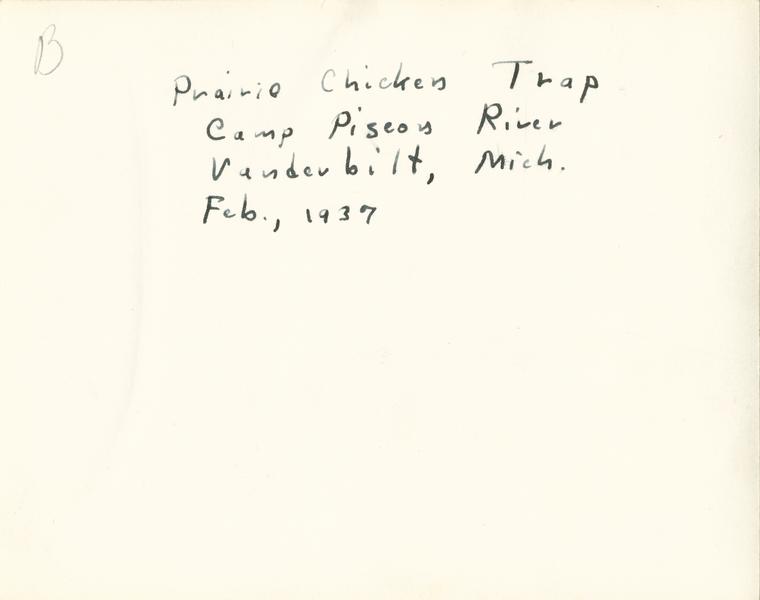 B
Prairie Chicken Trap
Camp Pigeon River
Vanderbilt, Mich.
Feb., 1937